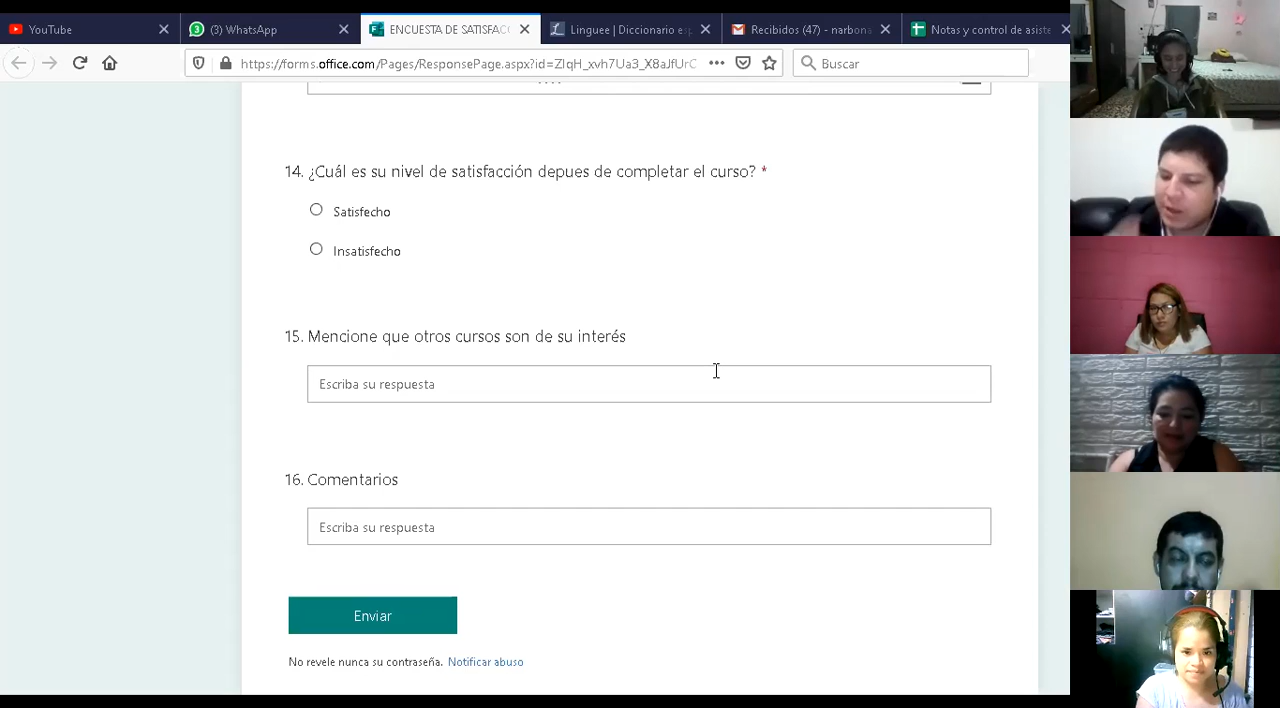 YouTube
(3) WhatsApp
ENCUESTA DE SATISFAC
Linguee | Diccionario esp
Recibidos (47) - narbona
Notas y control de asiste
https://forms.office.com/Pages/ResponsePage.aspx?id=ZIqH_xvh7Ua3_X8aJfUrC
Buscar
14. ¿Cuál es su nivel de satisfacción depues de completar el curso? *
Satisfecho
Insatisfecho
15. Mencione que otros cursos son de su interés
Escriba su respuesta
16. Comentarios
Escriba su respuesta
Enviar
No revele nunca su contraseña. Notificar abuso